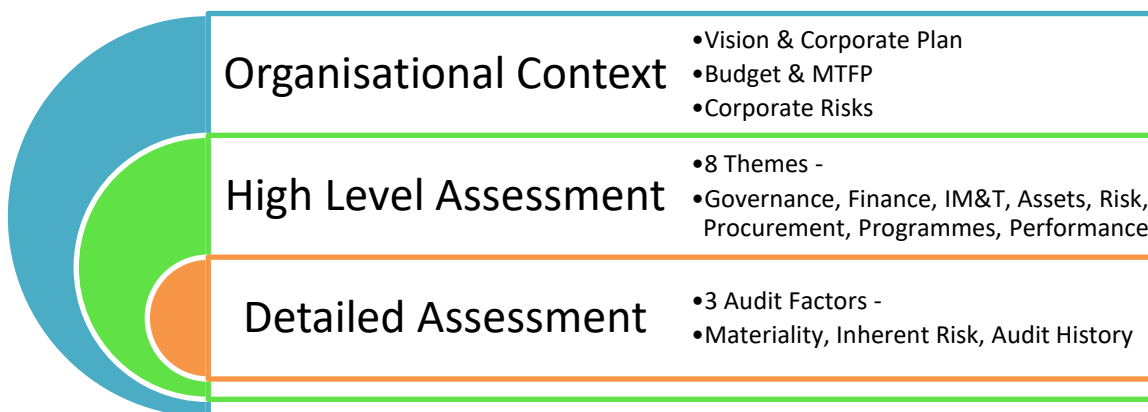 Organisational Context
•Vision & Corporate Plan
•Budget & MTFP
•Corporate Risks
High Level Assessment
•8 Themes -
•Governance, Finance, IM&T, Assets, Risk,
Procurement, Programmes, Performance
Detailed Assessment
•3 Audit Factors -
•Materiality, Inherent Risk, Audit History